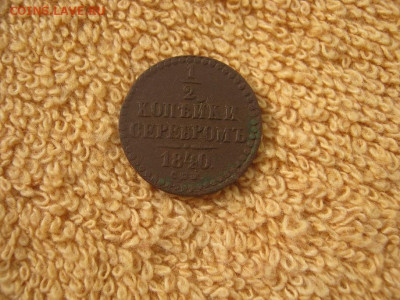 COINS.LAVE.RU
1/2
КОПѢЙКИ
СЕРЕБРОМЪ
1840